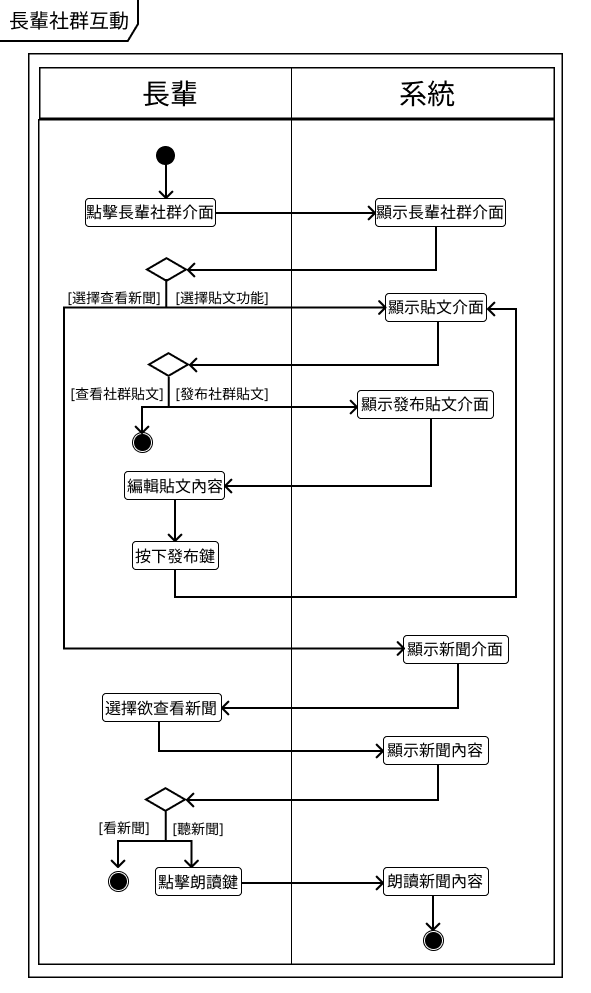 長輩社群互動
長輩
系統
點擊長輩社群介面
顯示長輩社群介面
[選擇查看新聞]
[選擇貼文功能]
顯示貼文介面
[查看社群貼文]
[發布社群貼文]
顯示發布貼文介面
編輯貼文內容
按下發布鍵
顯示新聞介面
選擇欲查看新聞
顯示新聞內容
[看新聞]
[聽新聞]
點擊朗讀鍵
朗讀新聞內容